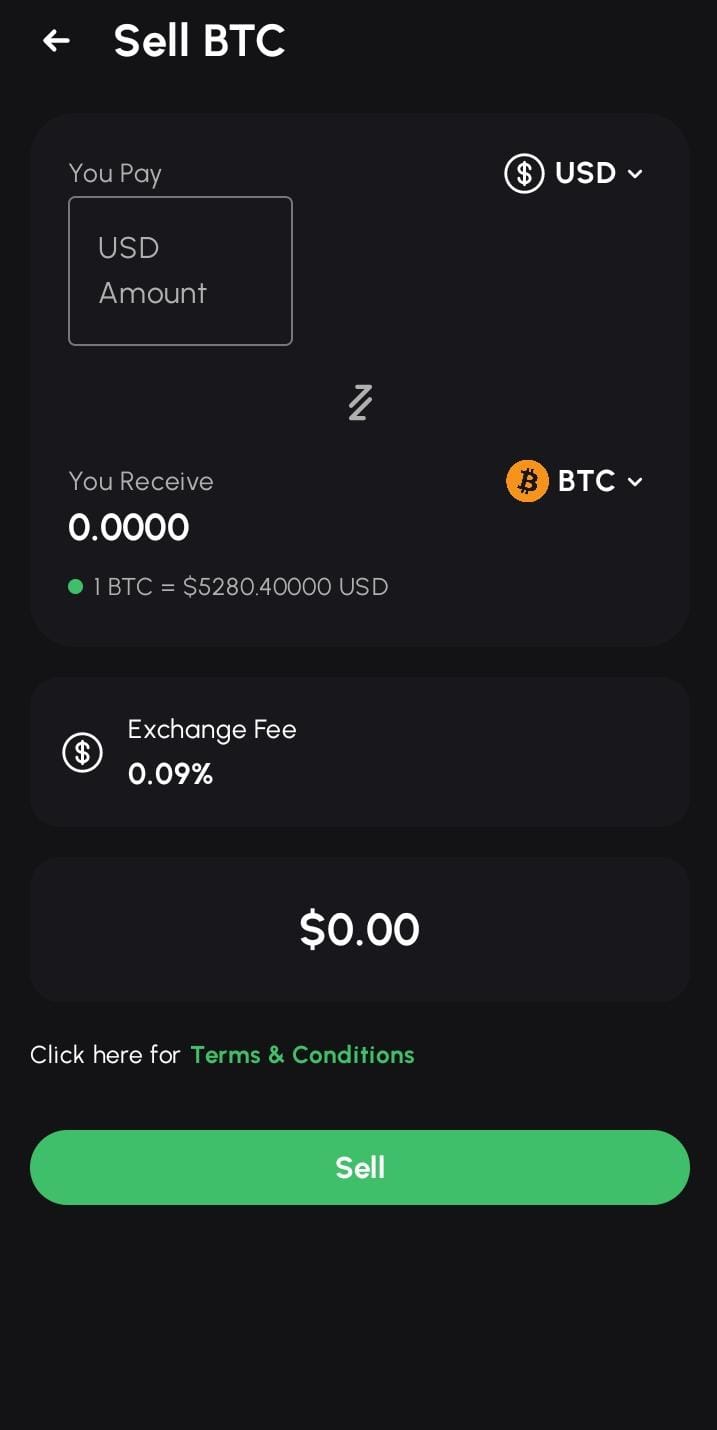 Sell BTC
You Pay
USD
USD
Amount
You Receive
BTC
0.0000
1 BTC = $5280.40000 USD
Exchange Fee
0.09%
$0.00
Click here for Terms & Conditions
Sell